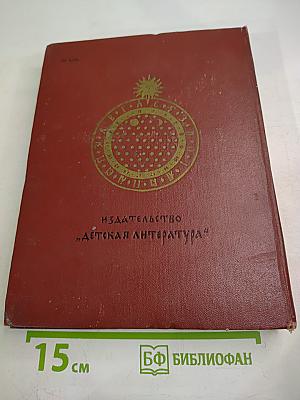 ИЗДАТЕЛЬСТВО
„ДЕТСКАЯ ЛИТЕРАТУРА“
15 см
БФ БИБЛИОФАН